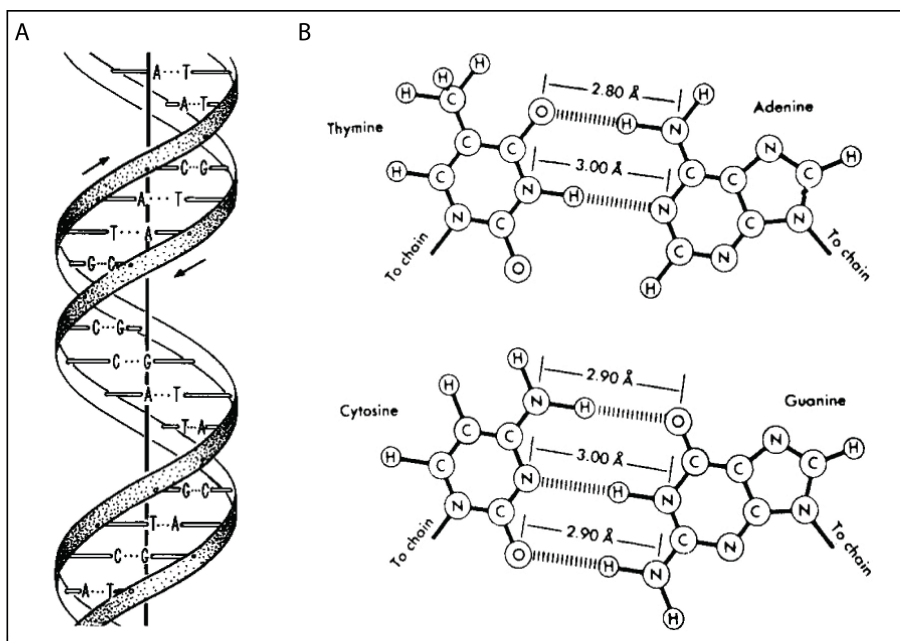 A
A···T
A·T
C··G
A···T
T···A
G···C
C···G
C···G
A···T
T·A
G·C
T···A
C···G
A···T
B
Thymine
Adenine
2.80 Å
3.00 Å
H
H
H
C
O
H
N
H
C
C
H
C
N
H
N
C
O
To chain
N
C
C
N
C
H
N
C
N
C
H
To chain
Cytosine
Guanine
2.90 Å
3.00 Å
2.90 Å
H
H
N
H
O
C
C
H
C
N
H
N
N
C
O
To chain
C
C
N
C
H
N
C
N
C
H
N
H
To chain